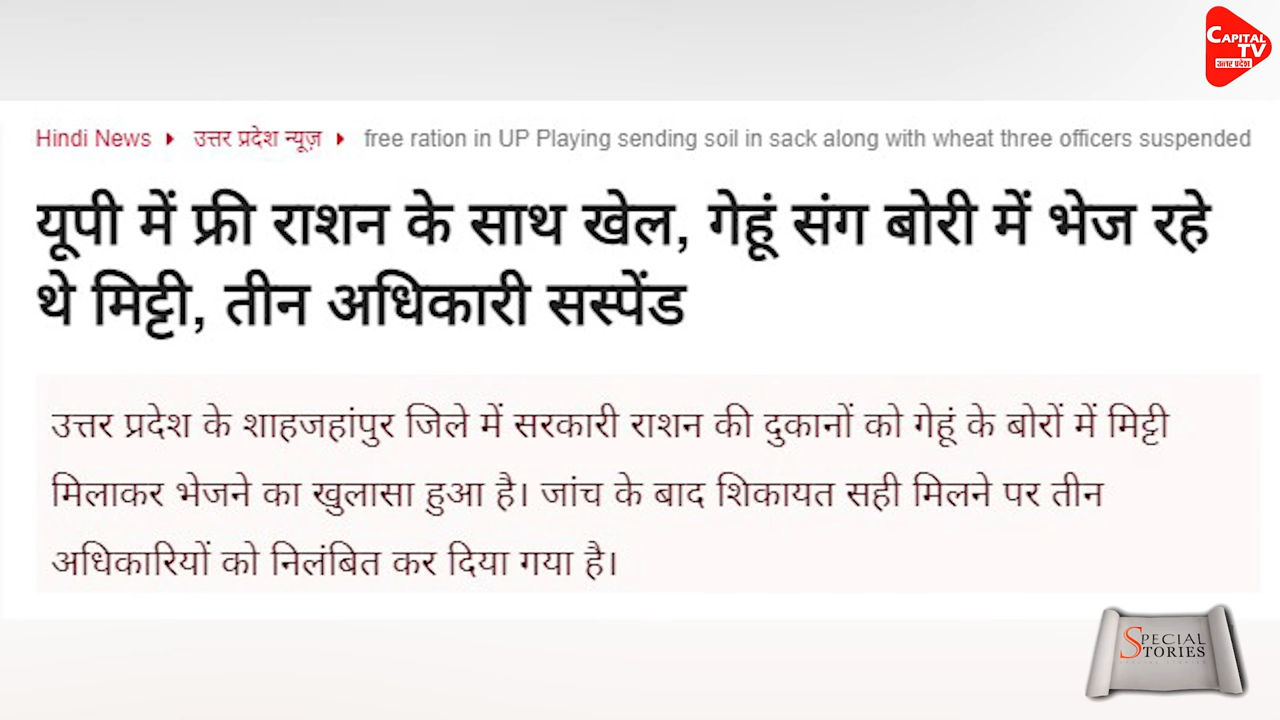 CAPITAL
TV
उत्तर प्रदेश
Hindi News ▸ उत्तर प्रदेश न्यूज़ ▸ free ration in UP Playing sending soil in sack along with wheat three officers suspended
यूपी में फ्री राशन के साथ खेल, गेहूं संग बोरी में भेज रहे
थे मिट्टी, तीन अधिकारी सस्पेंड
उत्तर प्रदेश के शाहजहांपुर जिले में सरकारी राशन की दुकानों को गेहूं के बोरों में मिट्टी
मिलाकर भेजने का खुलासा हुआ है। जांच के बाद शिकायत सही मिलने पर तीन
अधिकारियों को निलंबित कर दिया गया है।
SPECIAL
STORIES